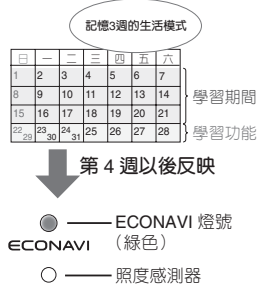 記憶3週的生活模式
日 一 二 三 四 五 六
1 2 3 4 5 6 7
8 9 10 11 12 13 14
學習期間
15 16 17 18 19 20 21
22 29 23 30 24 31 25 26 27 28
學習功能
第 4 週以後反映
ECONAVI 燈號
ECONAVI （綠色）
照度感測器